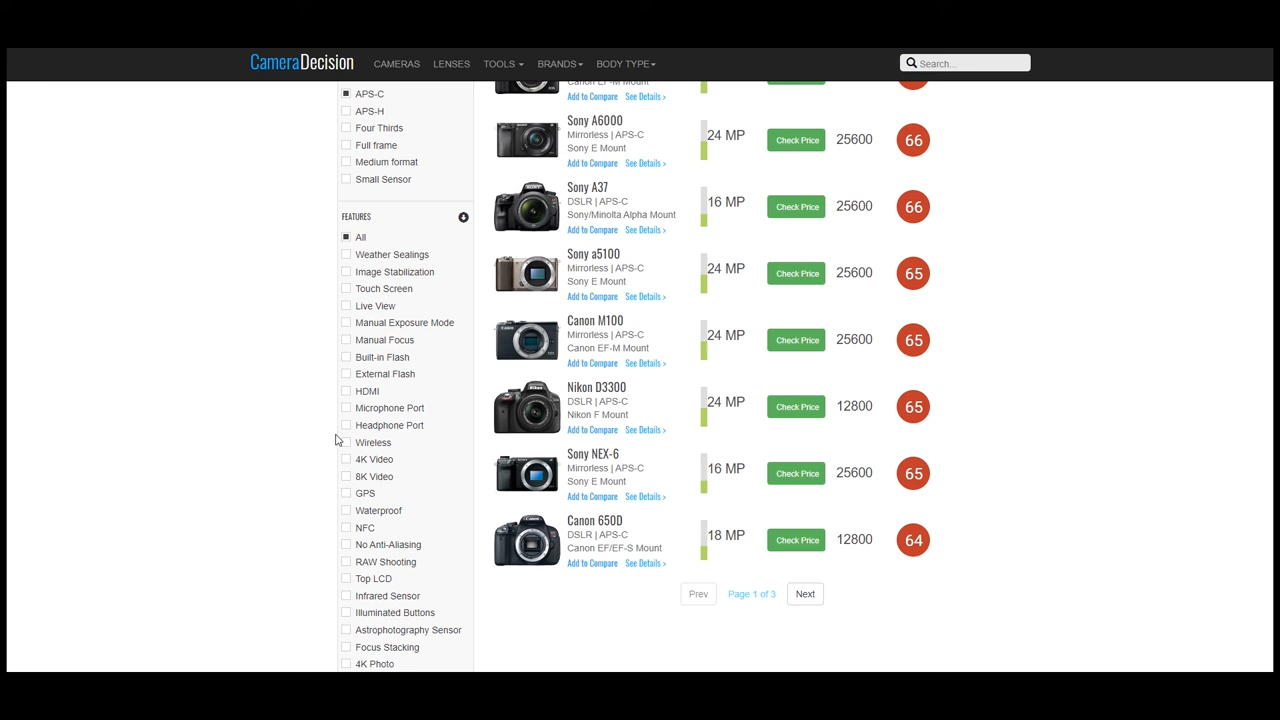 CameraDecision CAMERAS LENSES TOOLS BRANDS BODY TYPE Search...
APS-C
APS-H
Four Thirds
Full frame
Medium format
Small Sensor
FEATURES
All
Weather Sealings
Image Stabilization
Touch Screen
Live View
Manual Exposure Mode
Manual Focus
Built-in Flash
External Flash
HDMI
Microphone Port
Headphone Port
Wireless
4K Video
8K Video
GPS
Waterproof
NFC
No Anti-Aliasing
RAW Shooting
Top LCD
Infrared Sensor
Illuminated Buttons
Astrophotography Sensor
Focus Stacking
4K Photo
Canon EF-M Mount
Add to Compare See Details >
Sony A6000
Mirrorless | APS-C
Sony E Mount
Add to Compare See Details >
24 MP Check Price 25600 66
Sony A37
DSLR | APS-C
Sony/Minolta Alpha Mount
Add to Compare See Details >
16 MP Check Price 25600 66
Sony a5100
Mirrorless | APS-C
Sony E Mount
Add to Compare See Details >
24 MP Check Price 25600 65
Canon M100
Mirrorless | APS-C
Canon EF-M Mount
Add to Compare See Details >
24 MP Check Price 25600 65
Nikon D3300
DSLR | APS-C
Nikon F Mount
Add to Compare See Details >
24 MP Check Price 12800 65
Sony NEX-6
Mirrorless | APS-C
Sony E Mount
Add to Compare See Details >
16 MP Check Price 25600 65
Canon 650D
DSLR | APS-C
Canon EF/EF-S Mount
Add to Compare See Details >
18 MP Check Price 12800 64
Prev Page 1 of 3 Next